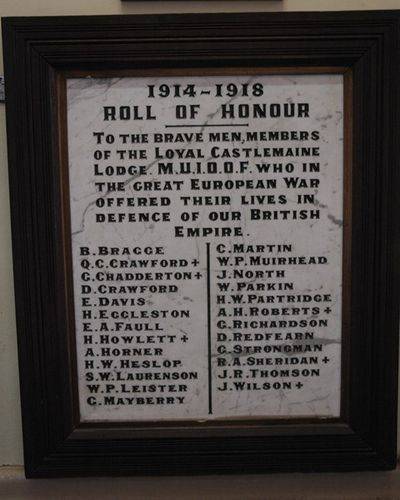 1914-1918
ROLL OF HONOUR
TO THE BRAVE MEN, MEMBERS
OF THE LOYAL CASTLEMAINE
LODGE. M.U.I.O.O.F. WHO IN
THE GREAT EUROPEAN WAR
OFFERED THEIR LIVES IN
DEFENCE OF OUR BRITISH
EMPIRE.
B. BRAGGE
Q.C. CRAWFORD +
G. CHADDERTON +
D. CRAWFORD
E. DAVIS
H. EGGLESTON
E.A. FAULL
H. HOWLETT +
A. HORNER
H.W. HESLOP
S.W. LAURENSON
W.P. LEISTER
C. MAYBERRY
C. MARTIN
W.P. MUIRHEAD
J. NORTH
W. PARKIN
H.W. PARTRIDGE
A.H. ROBERTS +
G. RICHARDSON
D. REDFEARN
G. STRONGMAN
R.A. SHERIDAN +
J.R. THOMSON
J. WILSON +